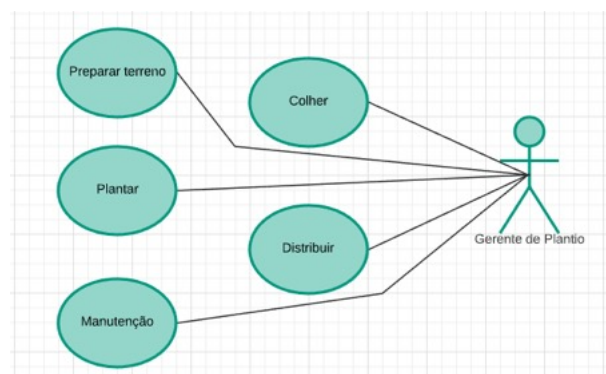 Preparar terreno
Colher
Plantar
Gerente de Plantio
Distribuir
Manutenção